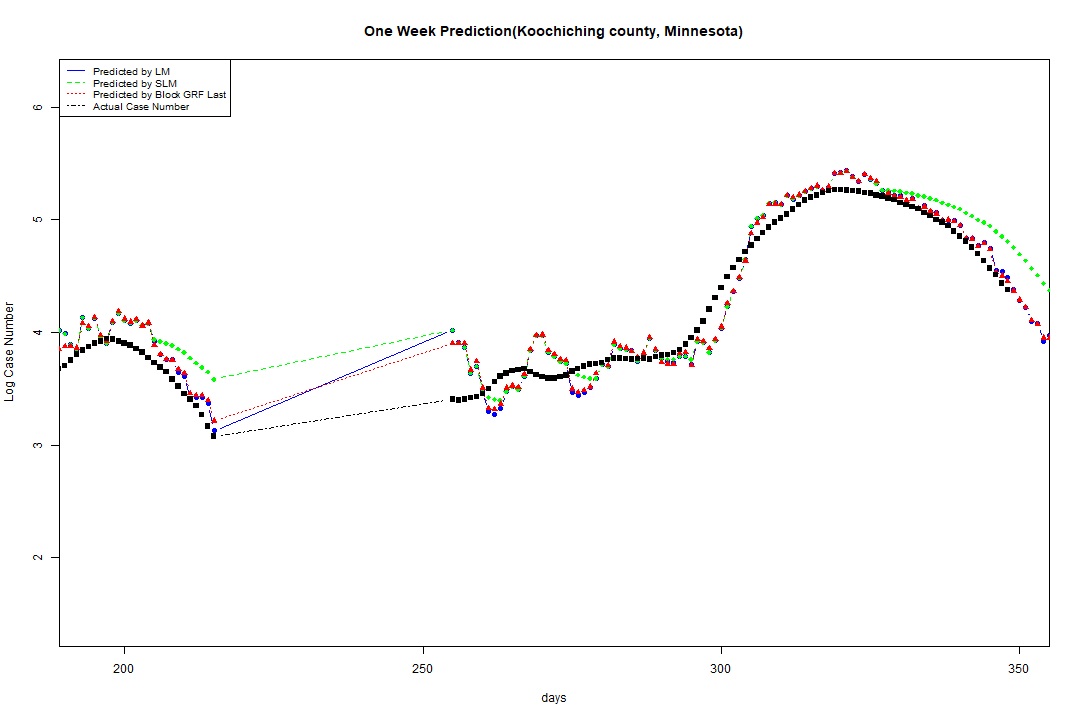 One Week Prediction(Koochiching county, Minnesota)
Predicted by LM
Predicted by SLM
Predicted by Block GRF Last
Actual Case Number
6
5
4
3
2
Log Case Number
200
250
300
350
days